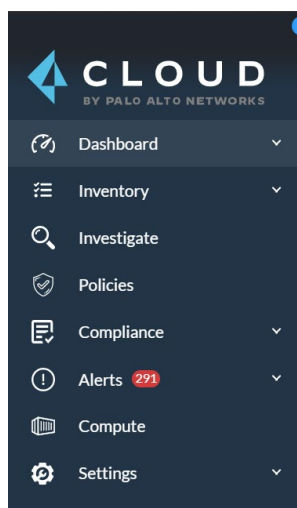 CLOUD
BY PALO ALTO NETWORKS
Dashboard
Inventory
Investigate
Policies
Compliance
Alerts 291
Compute
Settings